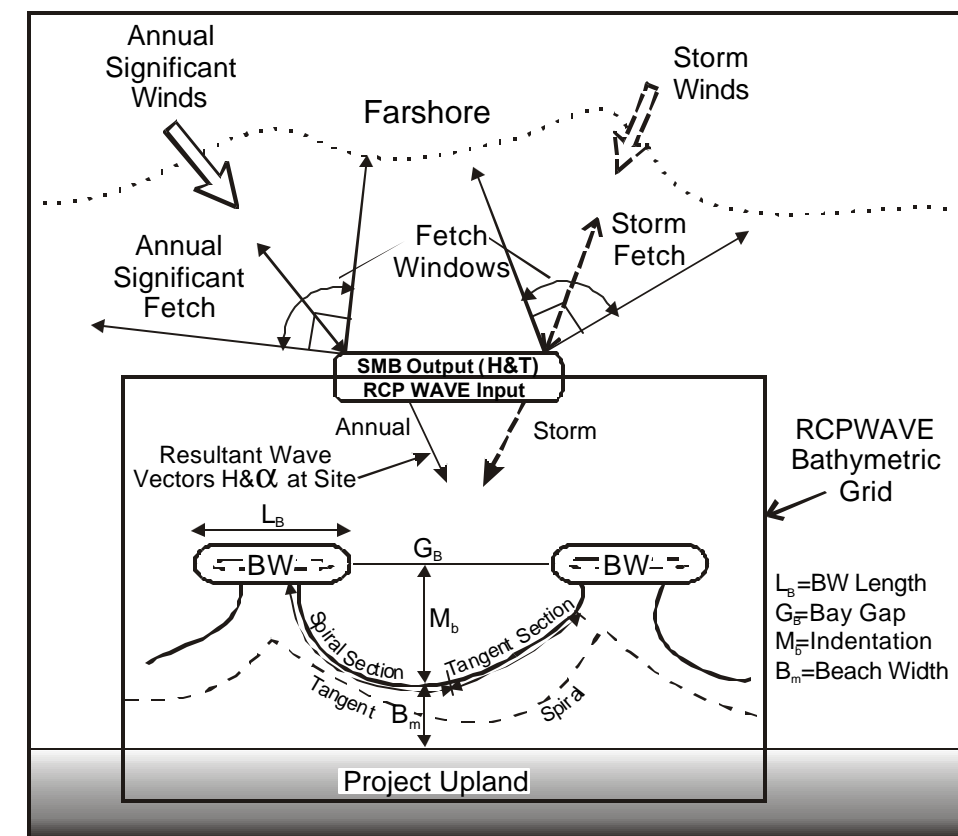 Annual
Significant
Winds
Storm
Winds
Farshore
Annual
Significant
Fetch
Fetch
Windows
Storm
Fetch
SMB Output (H&T)
RCP WAVE Input
Annual
Storm
Resultant Wave
Vectors H&α at Site
RCPWAVE
Bathymetric
Grid
L_B
BW
G_B
BW
M_b
Spiral Section
Tangent Section
Tangent
B_m
Spiral
L_B=BW Length
G_B=Bay Gap
M_b=Indentation
B_m=Beach Width
Project Upland